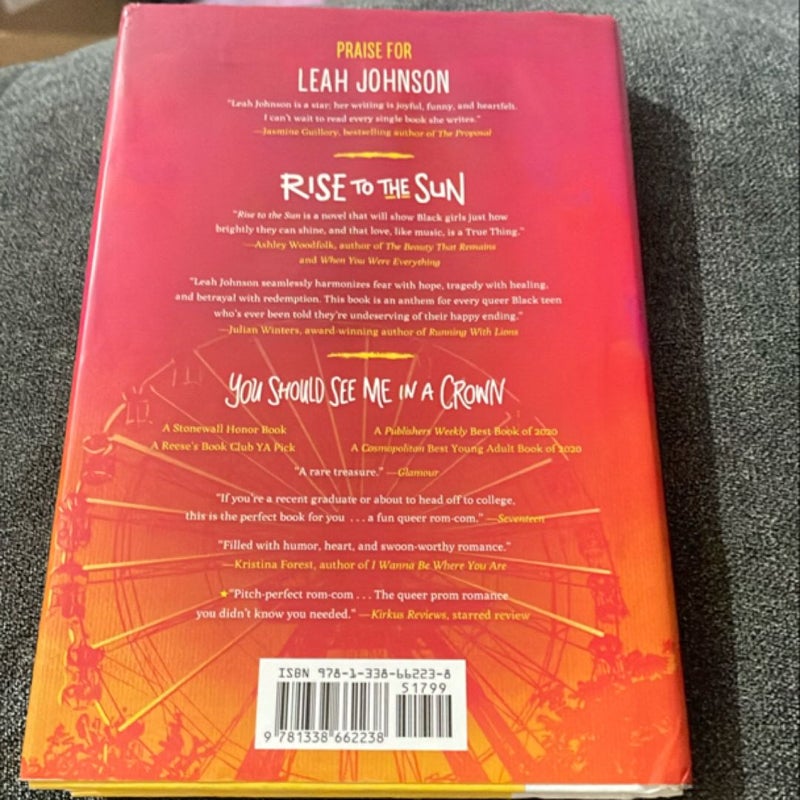 PRAISE FOR
LEAH JOHNSON
"Leah Johnson is a star; her writing is joyful, funny, and heartfelt.
I can't wait to read every single book she writes."
—Jasmine Guillory, bestselling author of The Proposal
RISE TO THE SUN
"Rise to the Sun is a novel that will show Black girls just how
brightly they can shine, and that love, like music, is a True Thing."
—Ashley Woodfolk, author of The Beauty That Remains
and When You Were Everything
"Leah Johnson seamlessly harmonizes fear with hope, tragedy with healing,
and betrayal with redemption. This book is an anthem for every queer Black teen
who's ever been told they're undeserving of their happy ending."
—Julian Winters, award-winning author of Running With Lions
YOU SHOULD SEE ME IN A CROWN
A Stonewall Honor Book A Publishers Weekly Best Book of 2020
A Reese's Book Club YA Pick A Cosmopolitan Best Young Adult Book of 2020
"A rare treasure." —Glamour
"If you're a recent graduate or about to head off to college,
this is the perfect book for you . . . a fun queer rom-com." —Seventeen
"Filled with humor, heart, and swoon-worthy romance."
—Kristina Forest, author of I Wanna Be Where You Are
★"Pitch-perfect rom-com . . . The queer prom romance
you didn't know you needed." —Kirkus Reviews, starred review
ISBN 978-1-338-66223-8
51799
9 781338 662238